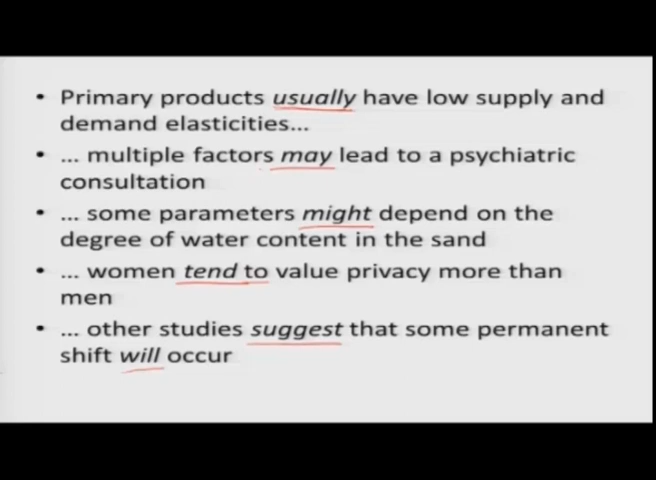 • Primary products usually have low supply and
demand elasticities...
• ... multiple factors may lead to a psychiatric
consultation
• ... some parameters might depend on the
degree of water content in the sand
• ... women tend to value privacy more than
men
• ... other studies suggest that some permanent
shift will occur